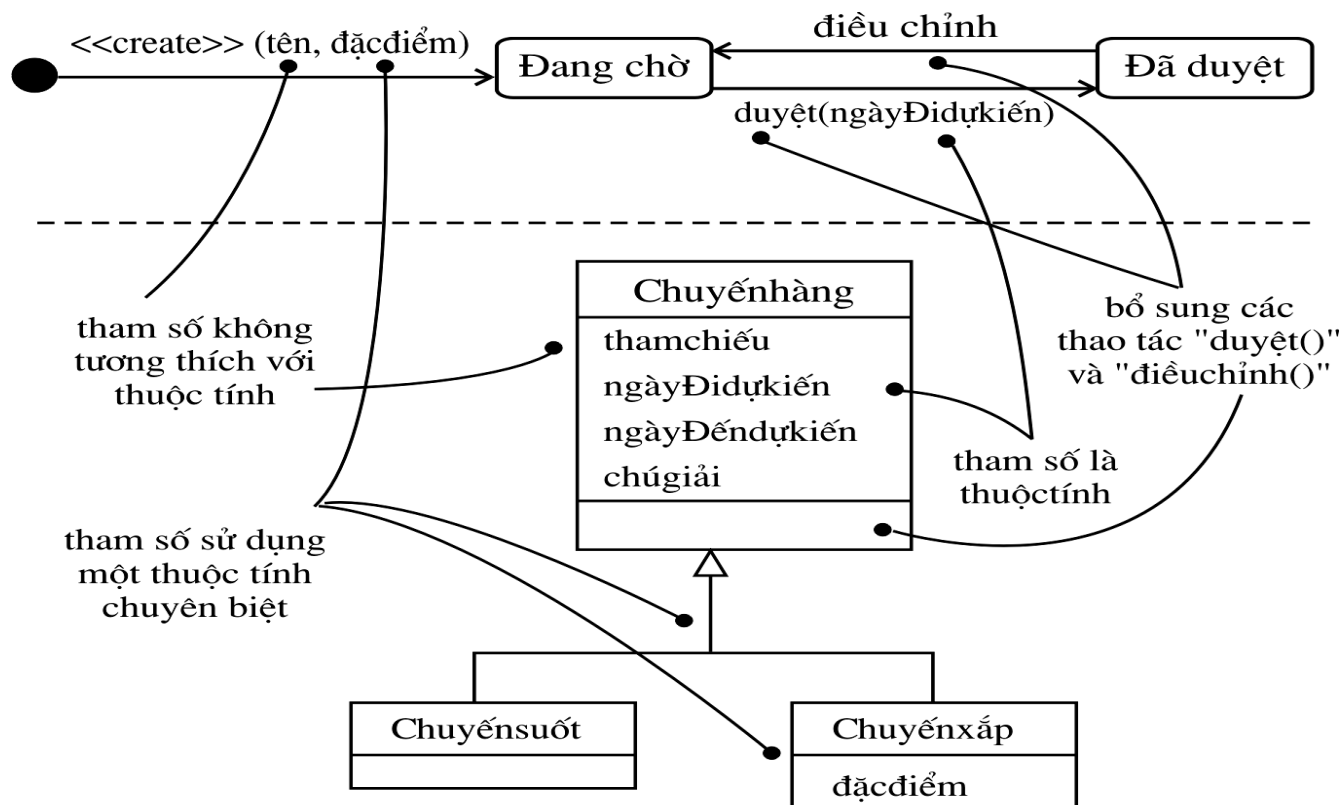 <<create>> (tên, đặcđiểm)
Đang chờ
điều chỉnh
Đã duyệt
duyệt(ngàyĐidựkiến)
tham số không
tương thích với
thuộc tính
Chuyếnhàng
thamchiếu
ngàyĐidựkiến
ngàyĐếndựkiến
chúgiải
bổ sung các
thao tác "duyệt()"
và "điềuchỉnh()"
tham số là
thuộctính
tham số sử dụng
một thuộc tính
chuyên biệt
Chuyếnsuốt
Chuyếnxắp
đặcđiểm